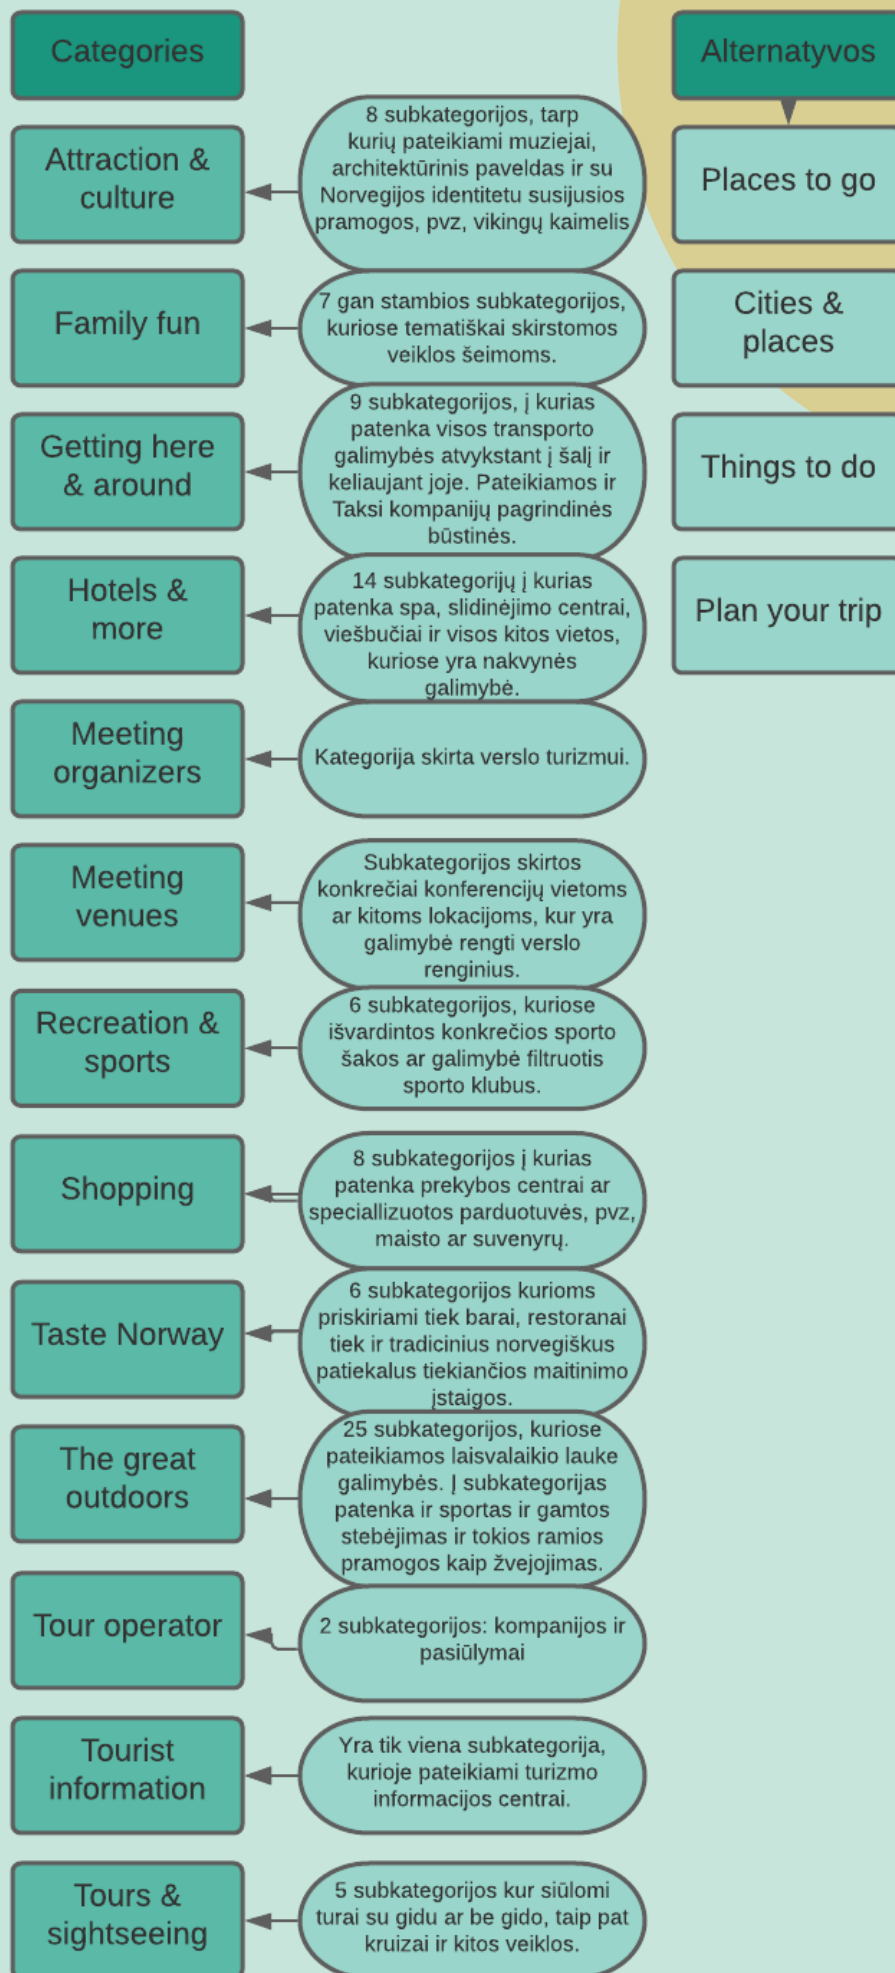 Categories
Alternatyvos
Attraction &
culture
8 subkategorijos, tarp
kurių pateikiami muziejai,
architektūrinis paveldas ir su
Norvegijos identitetu susijusios
pramogos, pvz, vikingų kaimelis
Places to go
Family fun
7 gan stambios subkategorijos,
kuriose tematiškai skirstomos
veiklos šeimoms.
Cities &
places
Getting here
& around
9 subkategorijos, į kurias
patenka visos transporto
galimybės atvykstant į šalį ir
keliaujant joje. Pateikiamos ir
Taksi kompanijų pagrindinės
būstinės.
Things to do
Hotels &
more
14 subkategorijų į kurias
patenka spa, slidinėjimo centrai,
viešbučiai ir visos kitos vietos,
kuriose yra nakvynės
galimybė.
Plan your trip
Meeting
organizers
Kategorija skirta verslo turizmui.
Meeting
venues
Subkategorijos skirtos
konkrečiai konferencijų vietoms
ar kitoms lokacijoms, kur yra
galimybė rengti verslo
renginius.
Recreation &
sports
6 subkategorijos, kuriose
išvardintos konkrečios sporto
šakos ar galimybė filtruotis
sporto klubus.
Shopping
8 subkategorijos į kurias
patenka prekybos centrai ar
speciallizuotos parduotuvės, pvz,
maisto ar suvenyrų.
Taste Norway
6 subkategorijos kurioms
priskiriami tiek barai, restoranai
tiek ir tradicinius norvegiškus
patiekalus tiekiančios maitinimo
įstaigos.
The great
outdoors
25 subkategorijos, kuriose
pateikiamos laisvalaikio lauke
galimybės. Į subkategorijas
patenka ir sportas ir gamtos
stebėjimas ir tokios ramios
pramogos kaip žvejojimas.
Tour operator
2 subkategorijos: kompanijos ir
pasiūlymai
Tourist
information
Yra tik viena subkategorija,
kurioje pateikiami turizmo
informacijos centrai.
Tours &
sightseeing
5 subkategorijos kur siūlomi
turai su gidu ar be gido, taip pat
kruizai ir kitos veiklos.